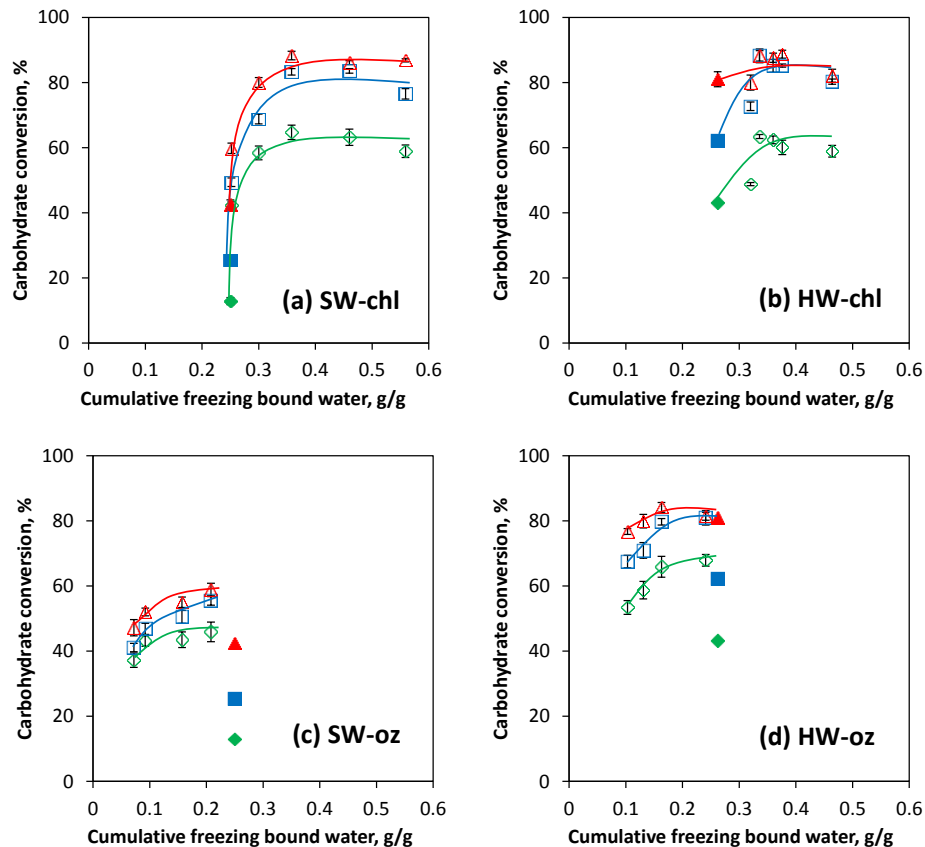 100
80
60
40
20
0
Carbohydrate conversion, %
(a) SW-chl
0 0.1 0.2 0.3 0.4 0.5 0.6
Cumulative freezing bound water, g/g
100
80
60
40
20
0
Carbohydrate conversion, %
(b) HW-chl
0 0.1 0.2 0.3 0.4 0.5 0.6
Cumulative freezing bound water, g/g
100
80
60
40
20
0
Carbohydrate conversion, %
(c) SW-oz
0 0.1 0.2 0.3 0.4 0.5 0.6
Cumulative freezing bound water, g/g
100
80
60
40
20
0
Carbohydrate conversion, %
(d) HW-oz
0 0.1 0.2 0.3 0.4 0.5 0.6
Cumulative freezing bound water, g/g